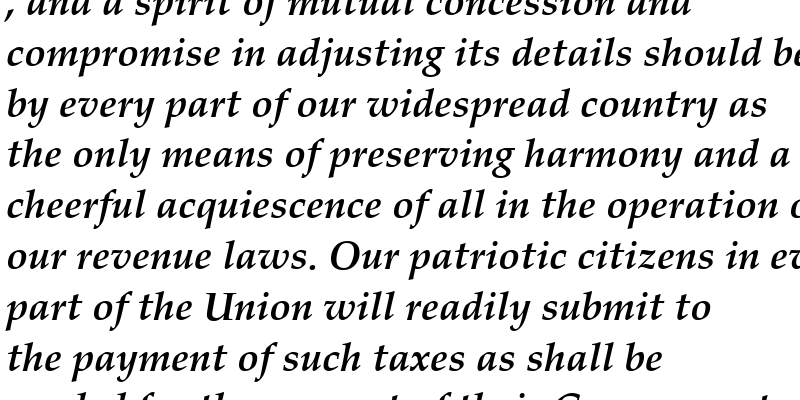 , and a spirit of mutual concession and
compromise in adjusting its details should
by every part of our widespread country as
the only means of preserving harmony and a
cheerful acquiescence of all in the operation
our revenue laws. Our patriotic citizens in
part of the Union will readily submit to
the payment of such taxes as shall be